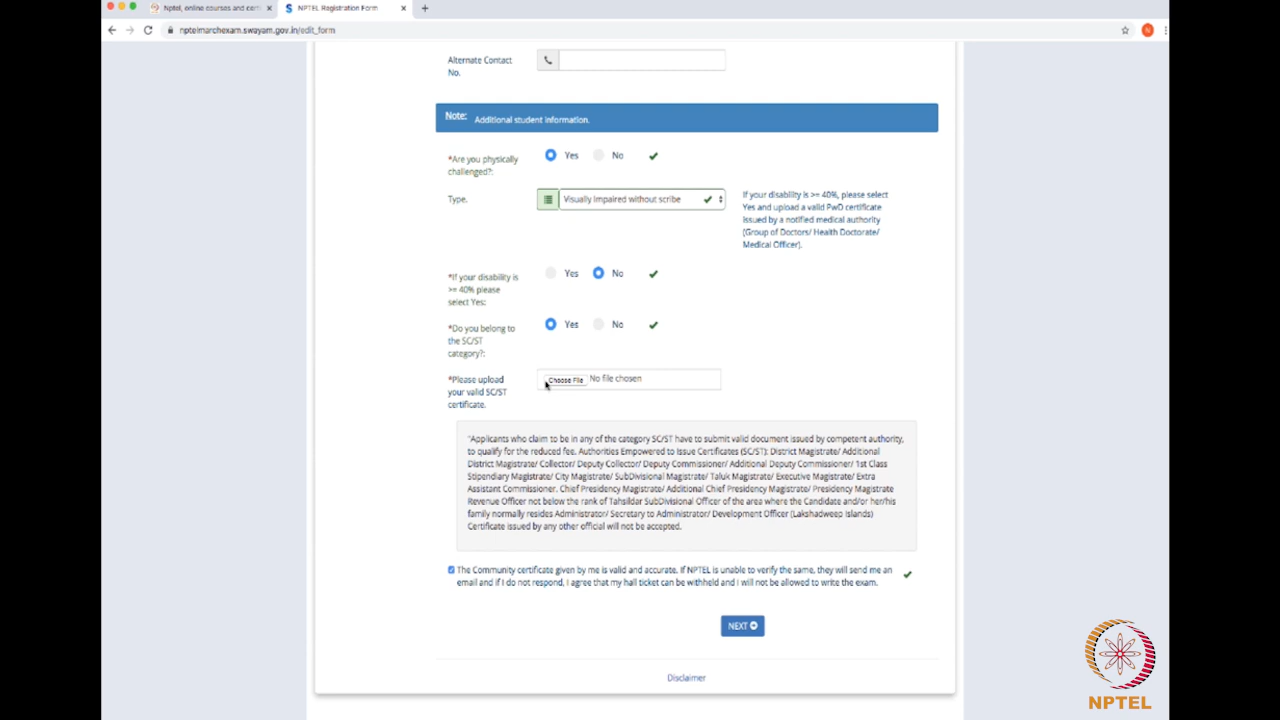 Nptel, online courses and cert
NPTEL Registration Form
nptelmarchexam.swayam.gov.in/edit_form
N
Alternate Contact
No.
Note: Additional student information.
*Are you physically
challenged?:
Yes No
Type.
Visually Impaired without scribe
If your disability is >= 40%, please select
Yes and upload a valid PwD certificate
issued by a notified medical authority
(Group of Doctors/ Health Doctorate/
Medical Officer).
*If your disability is
>= 40% please
select Yes:
Yes No
*Do you belong to
the SC/ST
category?:
Yes No
*Please upload
your valid SC/ST
certificate.
Choose File No file chosen
"Applicants who claim to be in any of the category SC/ST have to submit valid document issued by competent authority,
to qualify for the reduced fee. Authorities Empowered to Issue Certificates (SC/ST): District Magistrate/ Additional
District Magistrate/ Collector/ Deputy Collector/ Deputy Commissioner/ Additional Deputy Commissioner/ 1st Class
Stipendiary Magistrate/ City Magistrate/ SubDivisional Magistrate/ Taluk Magistrate/ Executive Magistrate/ Extra
Assistant Commissioner. Chief Presidency Magistrate/ Additional Chief Presidency Magistrate/ Presidency Magistrate
Revenue Officer not below the rank of Tahsildar SubDivisional Officer of the area where the Candidate and/or her/his
family normally resides Administrator/ Secretary to Administrator/ Development Officer (Lakshadweep Islands)
Certificate issued by any other official will not be accepted.
The Community certificate given by me is valid and accurate. If NPTEL is unable to verify the same, they will send me an
email and if I do not respond, I agree that my hall ticket can be withheld and I will not be allowed to write the exam.
NEXT
Disclaimer
NPTEL